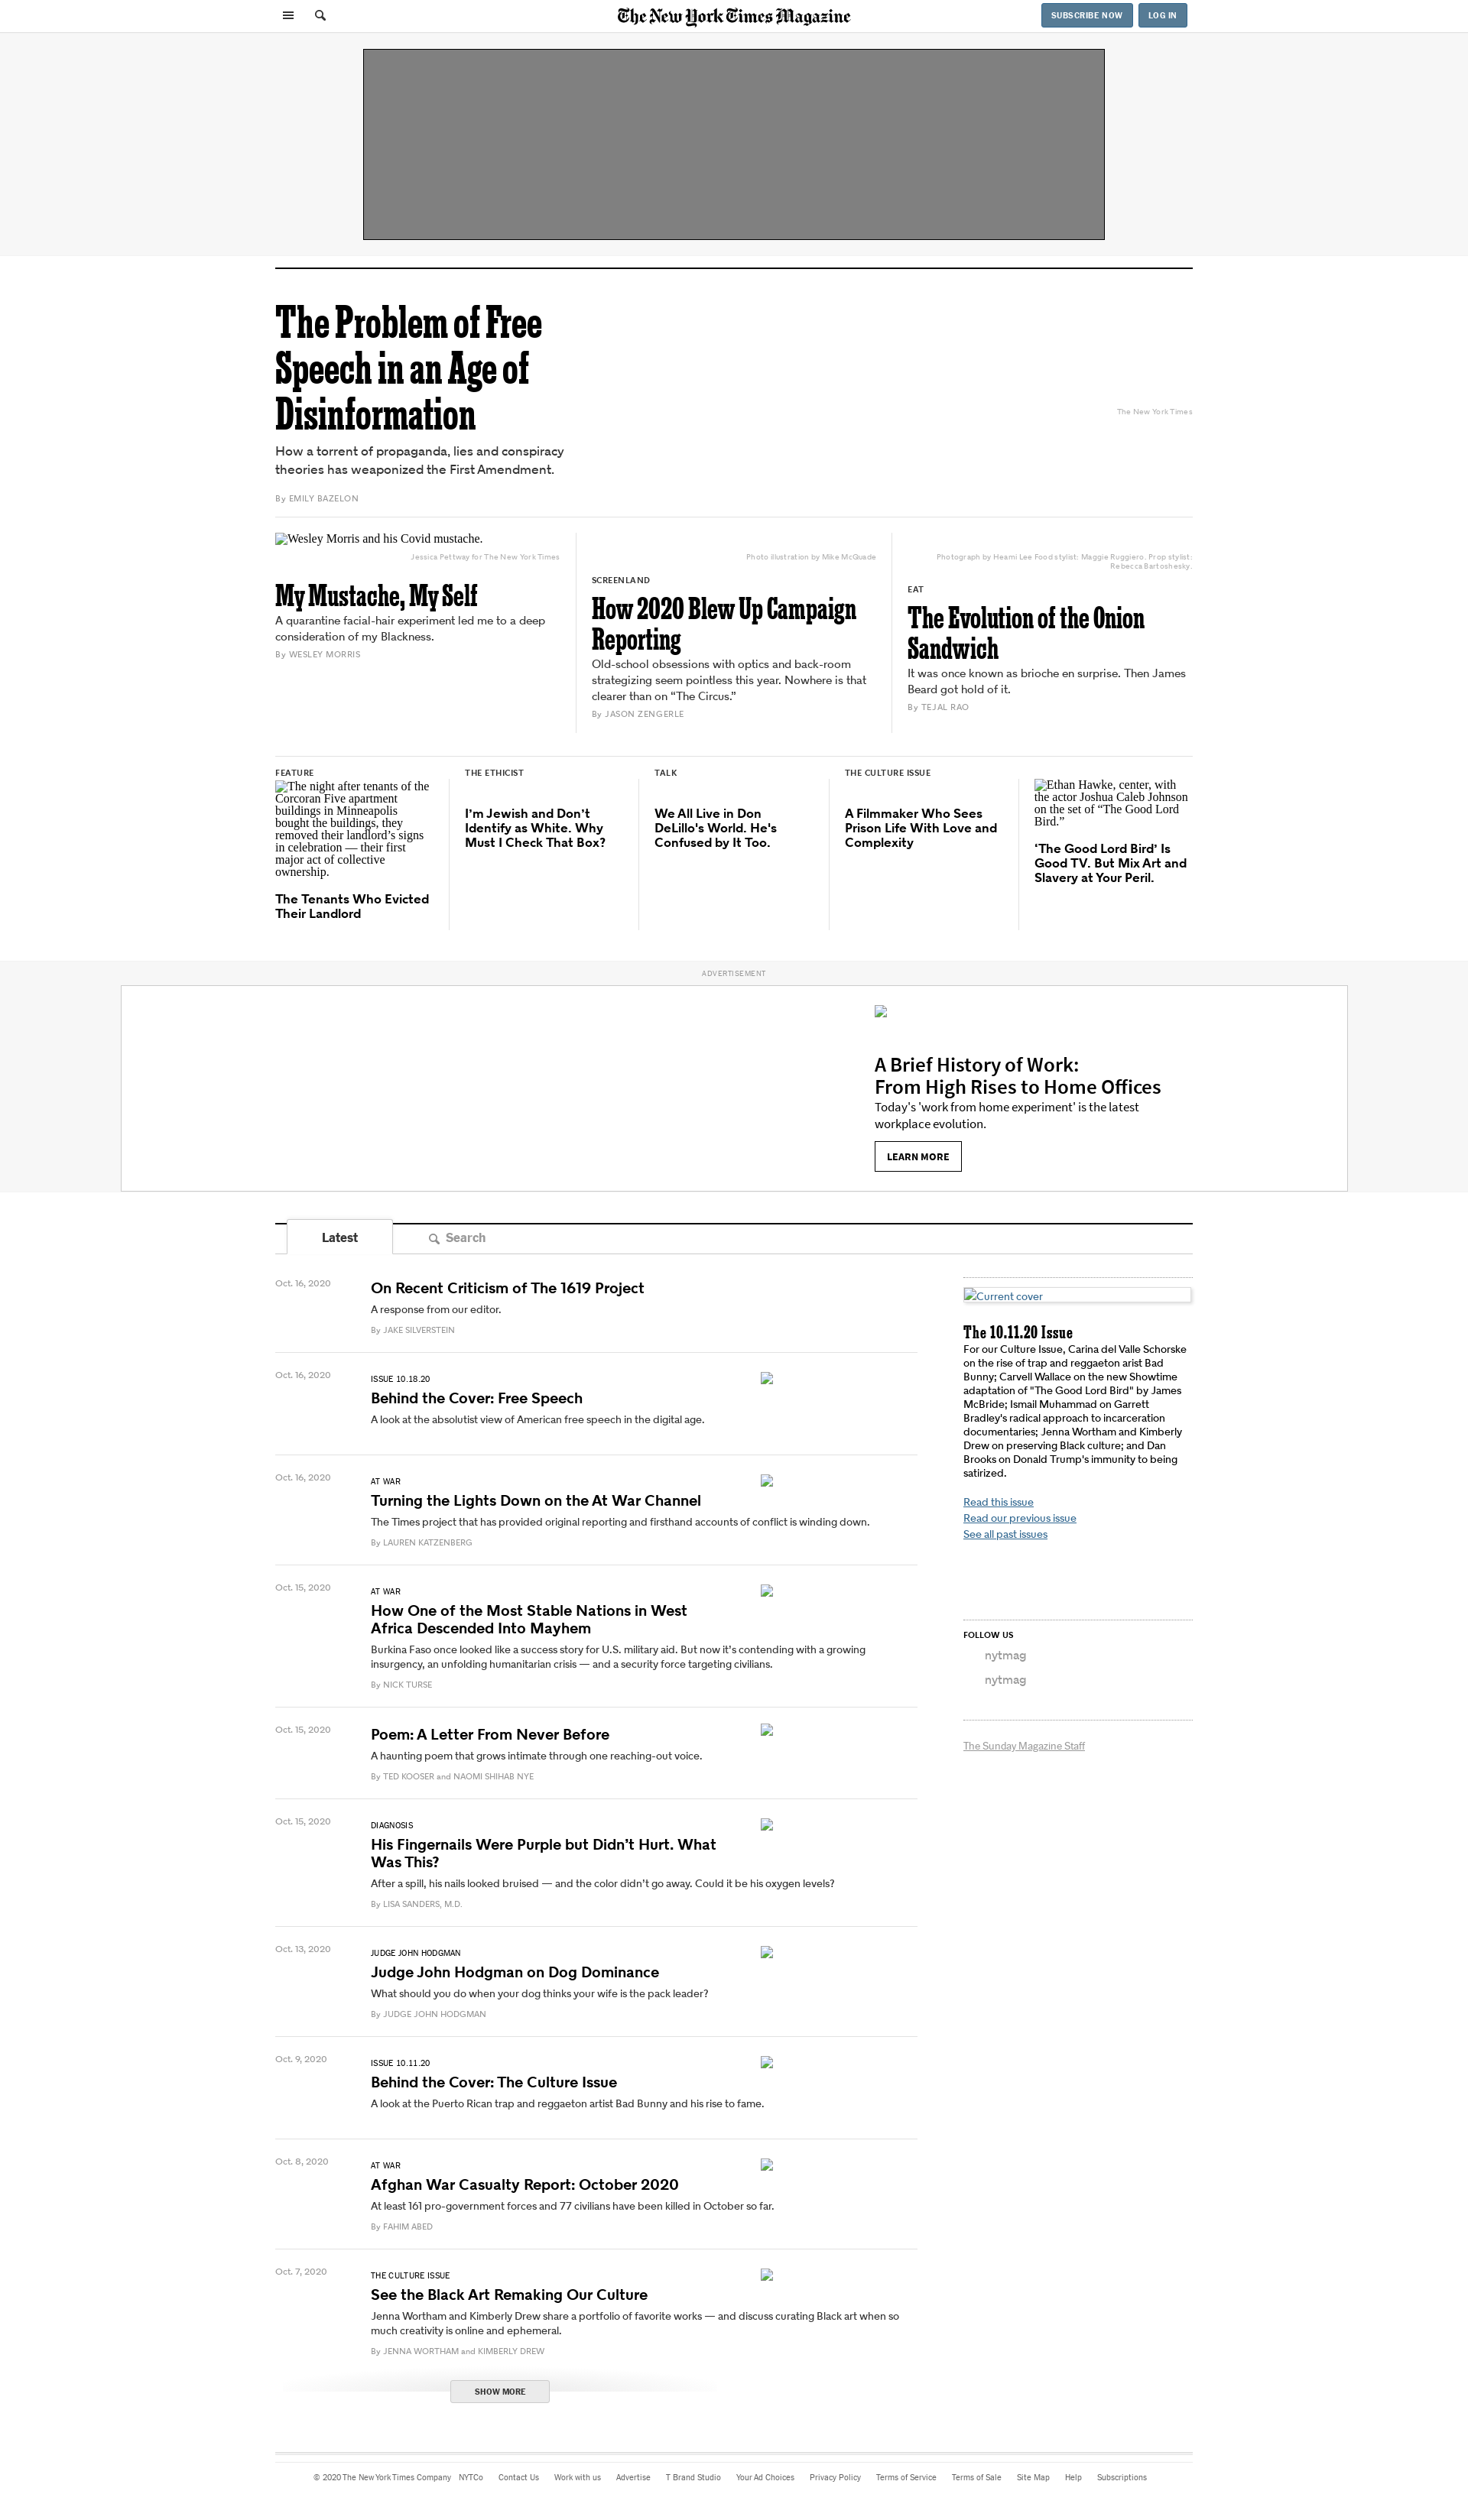 The New York Times Magazine
SUBSCRIBE NOW
LOG IN
The Problem of Free
Speech in an Age of
Disinformation
The New York Times
How a torrent of propaganda, lies and conspiracy
theories has weaponized the First Amendment.
By EMILY BAZELON
Wesley Morris and his Covid mustache.
Jessica Pettway for The New York Times
My Mustache, My Self
A quarantine facial-hair experiment led me to a deep
consideration of my Blackness.
By WESLEY MORRIS
Photo illustration by Mike McQuade
SCREENLAND
How 2020 Blew Up Campaign
Reporting
Old-school obsessions with optics and back-room
strategizing seem pointless this year. Nowhere is that
clearer than on “The Circus.”
By JASON ZENGERLE
Photograph by Heami Lee Food stylist: Maggie Ruggiero. Prop stylist:
Rebecca Bartoshesky.
EAT
The Evolution of the Onion
Sandwich
It was once known as brioche en surprise. Then James
Beard got hold of it.
By TEJAL RAO
FEATURE
The night after tenants of the
Corcoran Five apartment
buildings in Minneapolis
bought the buildings, they
removed their landlord’s signs
in celebration — their first
major act of collective
ownership.
The Tenants Who Evicted
Their Landlord
THE ETHICIST
I’m Jewish and Don’t
Identify as White. Why
Must I Check That Box?
TALK
We All Live in Don
DeLillo's World. He's
Confused by It Too.
THE CULTURE ISSUE
A Filmmaker Who Sees
Prison Life With Love and
Complexity
Ethan Hawke, center, with
the actor Joshua Caleb Johnson
on the set of “The Good Lord
Bird.”
‘The Good Lord Bird’ Is
Good TV. But Mix Art and
Slavery at Your Peril.
ADVERTISEMENT
A Brief History of Work:
From High Rises to Home Offices
Today's 'work from home experiment' is the latest
workplace evolution.
LEARN MORE
Latest
Search
Oct. 16, 2020
On Recent Criticism of The 1619 Project
A response from our editor.
By JAKE SILVERSTEIN
Oct. 16, 2020
ISSUE 10.18.20
Behind the Cover: Free Speech
A look at the absolutist view of American free speech in the digital age.
Oct. 16, 2020
AT WAR
Turning the Lights Down on the At War Channel
The Times project that has provided original reporting and firsthand accounts of conflict is winding down.
By LAUREN KATZENBERG
Oct. 15, 2020
AT WAR
How One of the Most Stable Nations in West
Africa Descended Into Mayhem
Burkina Faso once looked like a success story for U.S. military aid. But now it’s contending with a growing
insurgency, an unfolding humanitarian crisis — and a security force targeting civilians.
By NICK TURSE
Oct. 15, 2020
Poem: A Letter From Never Before
A haunting poem that grows intimate through one reaching-out voice.
By TED KOOSER and NAOMI SHIHAB NYE
Oct. 15, 2020
DIAGNOSIS
His Fingernails Were Purple but Didn’t Hurt. What
Was This?
After a spill, his nails looked bruised — and the color didn’t go away. Could it be his oxygen levels?
By LISA SANDERS, M.D.
Oct. 13, 2020
JUDGE JOHN HODGMAN
Judge John Hodgman on Dog Dominance
What should you do when your dog thinks your wife is the pack leader?
By JUDGE JOHN HODGMAN
Oct. 9, 2020
ISSUE 10.11.20
Behind the Cover: The Culture Issue
A look at the Puerto Rican trap and reggaeton artist Bad Bunny and his rise to fame.
Oct. 8, 2020
AT WAR
Afghan War Casualty Report: October 2020
At least 161 pro-government forces and 77 civilians have been killed in October so far.
By FAHIM ABED
Oct. 7, 2020
THE CULTURE ISSUE
See the Black Art Remaking Our Culture
Jenna Wortham and Kimberly Drew share a portfolio of favorite works — and discuss curating Black art when so
much creativity is online and ephemeral.
By JENNA WORTHAM and KIMBERLY DREW
SHOW MORE
Current cover
The 10.11.20 Issue
For our Culture Issue, Carina del Valle Schorske
on the rise of trap and reggaeton arist Bad
Bunny; Carvell Wallace on the new Showtime
adaptation of "The Good Lord Bird" by James
McBride; Ismail Muhammad on Garrett
Bradley's radical approach to incarceration
documentaries; Jenna Wortham and Kimberly
Drew on preserving Black culture; and Dan
Brooks on Donald Trump's immunity to being
satirized.
Read this issue
Read our previous issue
See all past issues
FOLLOW US
nytmag
nytmag
The Sunday Magazine Staff
© 2020 The New York Times Company NYTCo Contact Us Work with us Advertise T Brand Studio Your Ad Choices Privacy Policy Terms of Service Terms of Sale Site Map Help Subscriptions